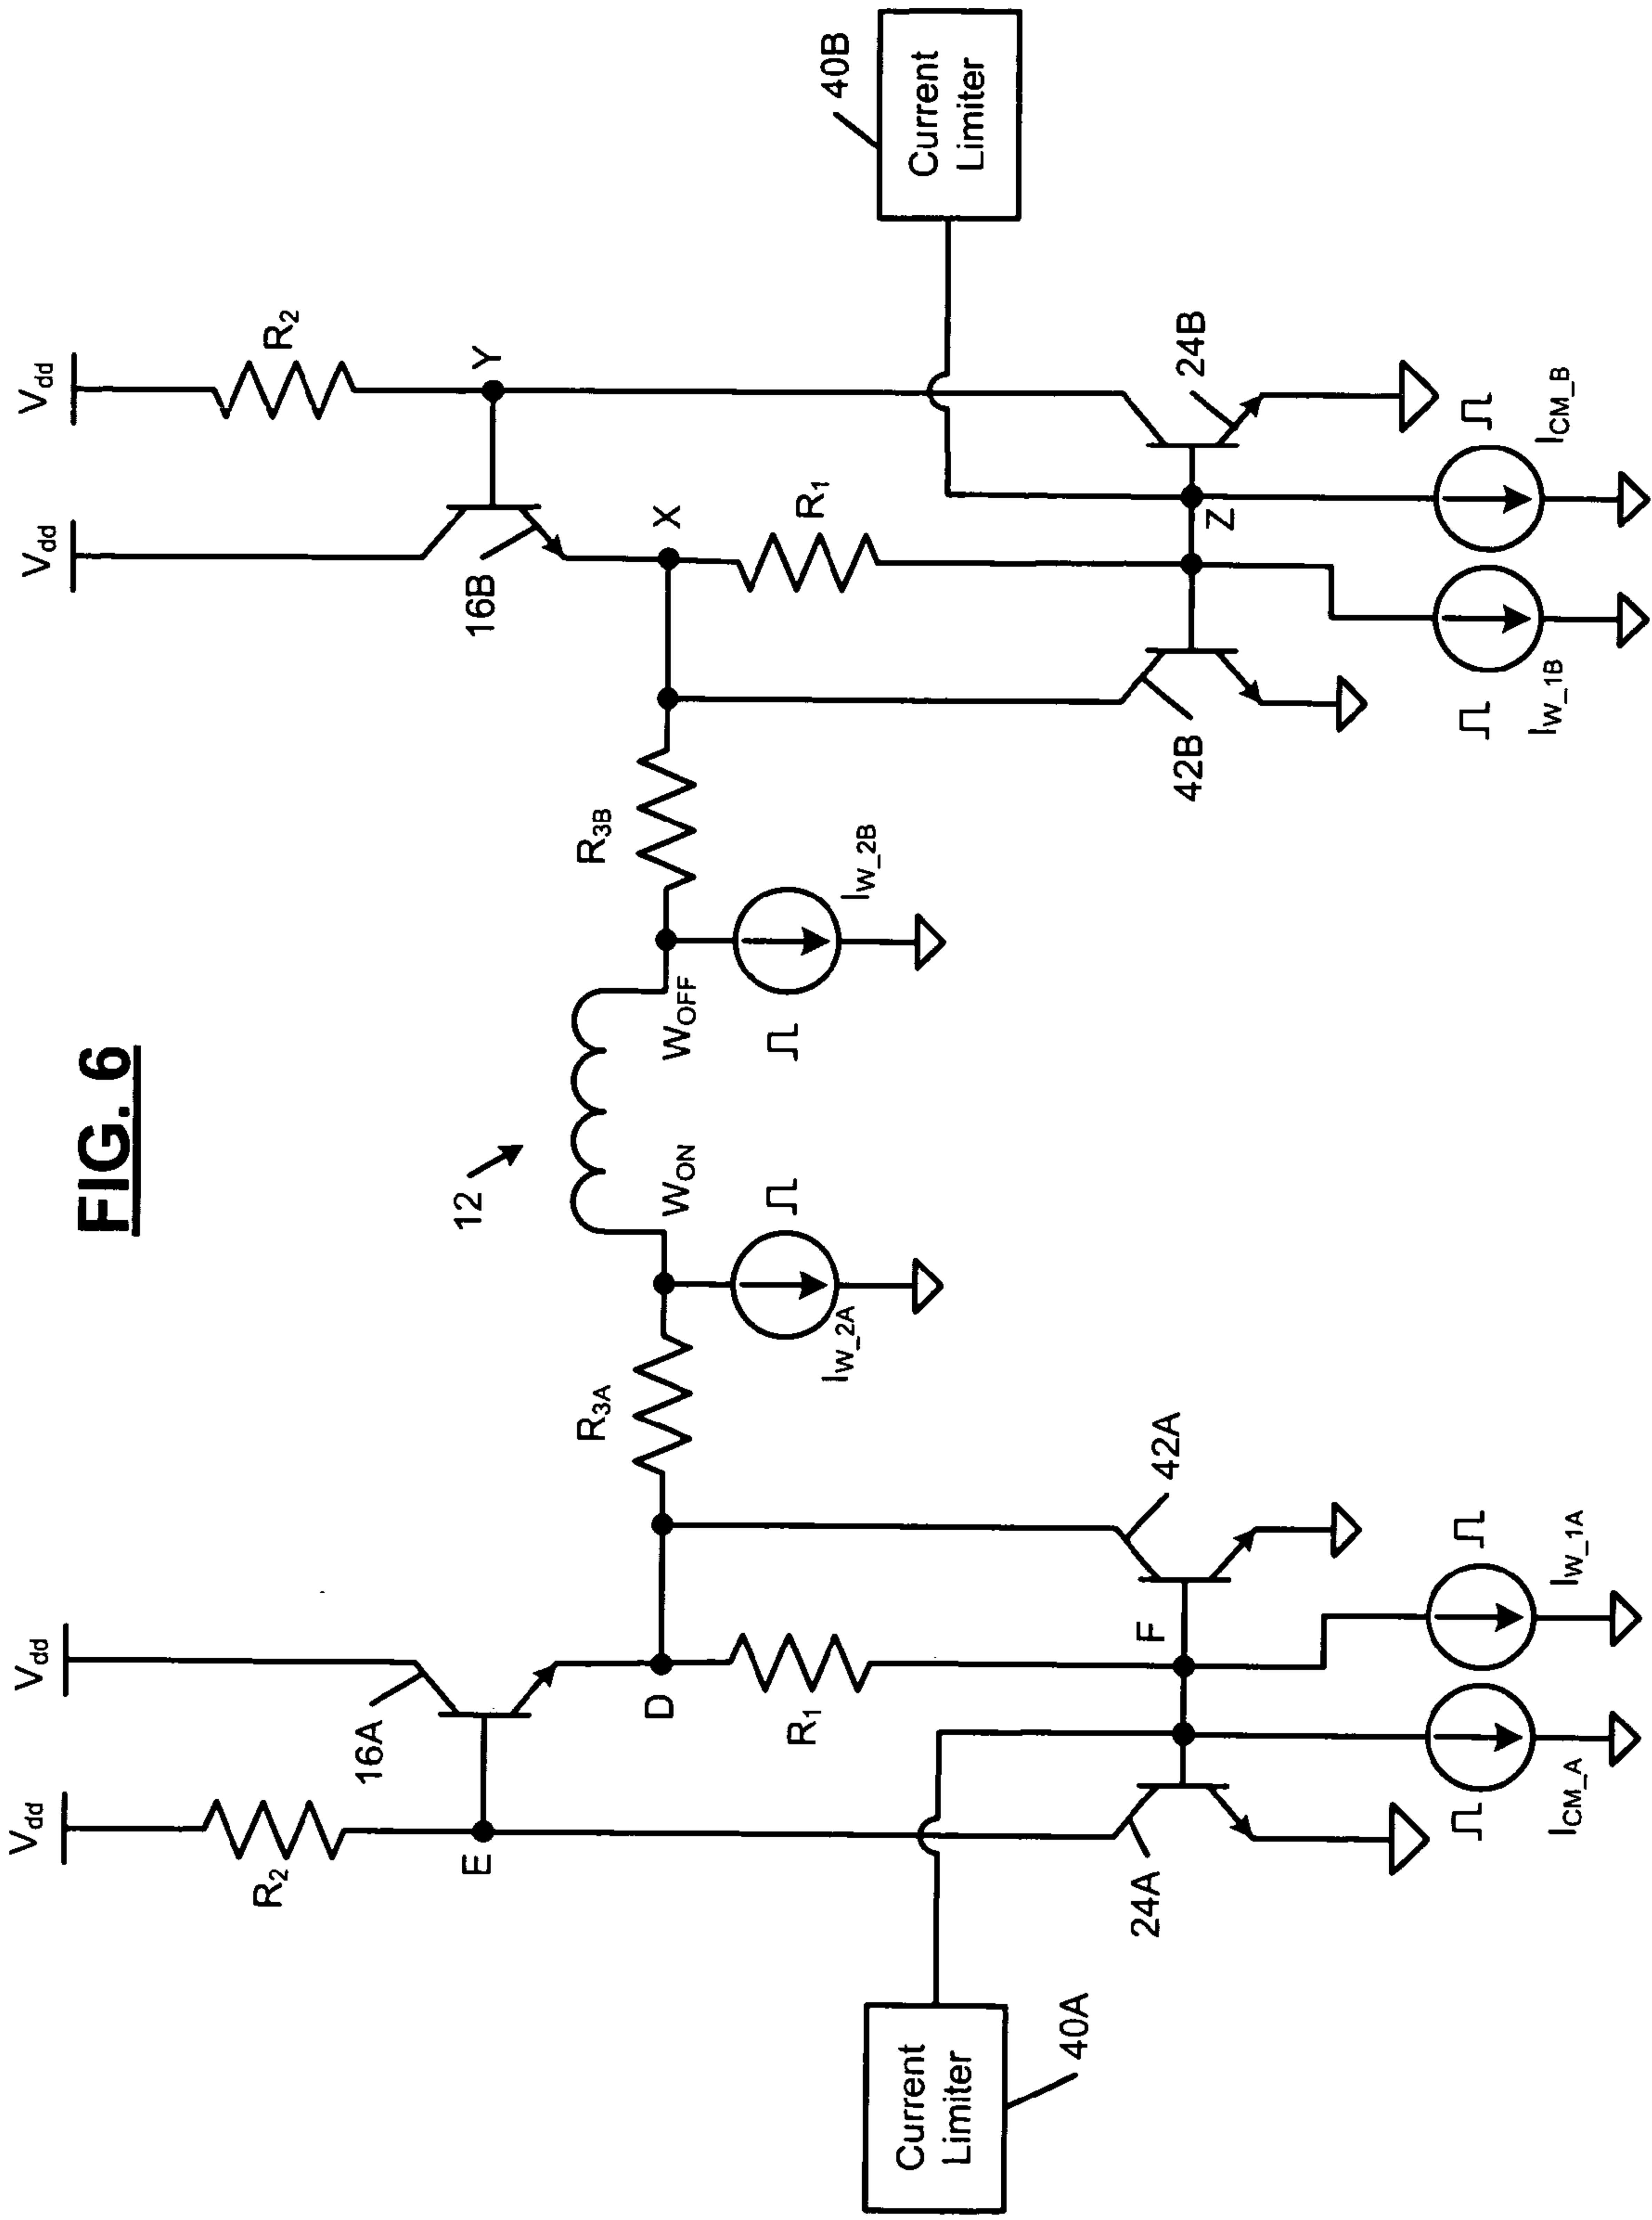 FIG. 6
Vdd
Vdd
Vdd
Vdd
R2
16A
E
D
12
R3A
WON
WOFF
R3B
16B
X
Y
R2
IW_2A
IW_2B
R1
R1
Current
Limiter
40A
Current
Limiter
40B
24A
F
42A
42B
Z
24B
ICM_A
IW_1A
IW_1B
ICM_B